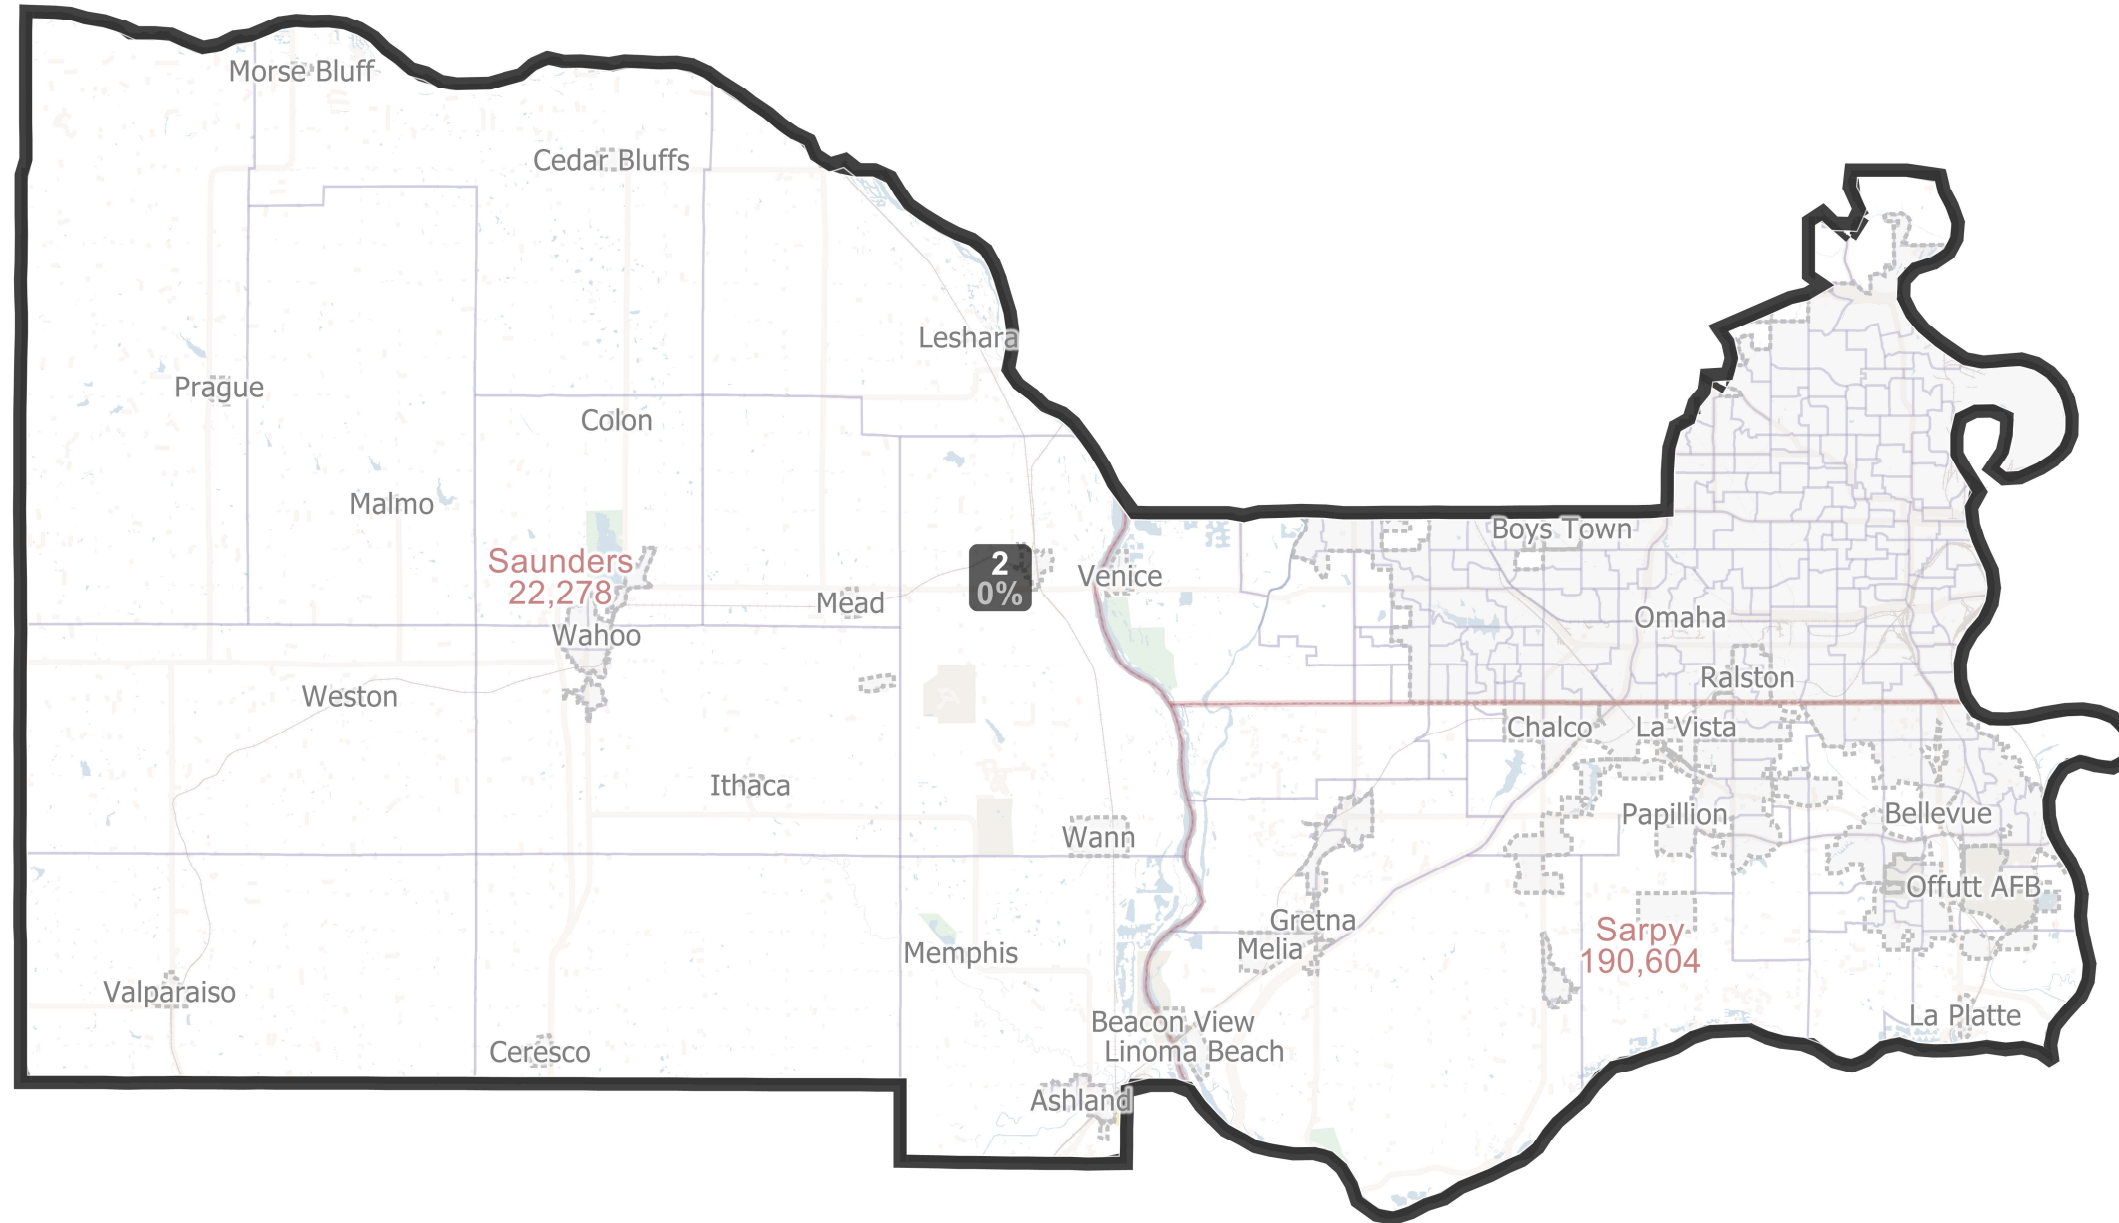 Morse Bluff
Cedar Bluffs
Leshara
Prague
Colon
Malmo
Boys Town
Saunders
22,278
2
0%
Venice
Mead
Omaha
Wahoo
Ralston
Weston
Chalco
La Vista
Ithaca
Papillion
Bellevue
Wann
Offutt AFB
Gretna
Melia
Sarpy
190,604
Memphis
Valparaiso
La Platte
Beacon View
Linoma Beach
Ceresco
Ashland